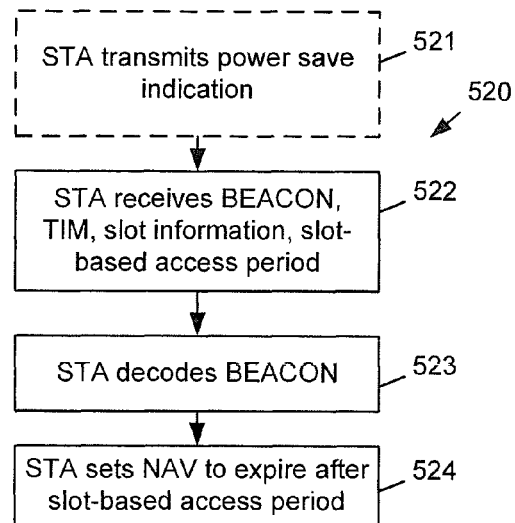 STA transmits power save
indication
521
520
STA receives BEACON,
TIM, slot information, slot-
based access period
522
STA decodes BEACON
523
STA sets NAV to expire after
slot-based access period
524